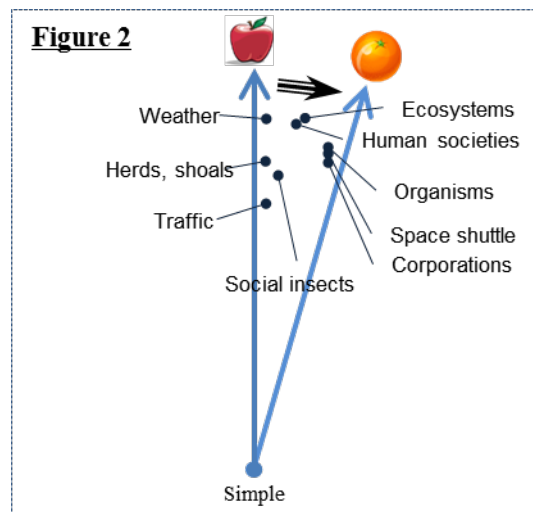 Figure 2
Weather
Ecosystems
Human societies
Herds, shoals
Organisms
Traffic
Space shuttle
Corporations
Social insects
Simple